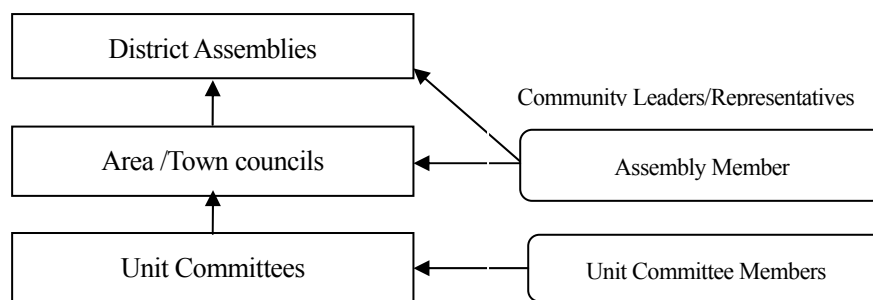 District Assemblies
Community Leaders/Representatives
Area /Town councils
Assembly Member
Unit Committees
Unit Committee Members